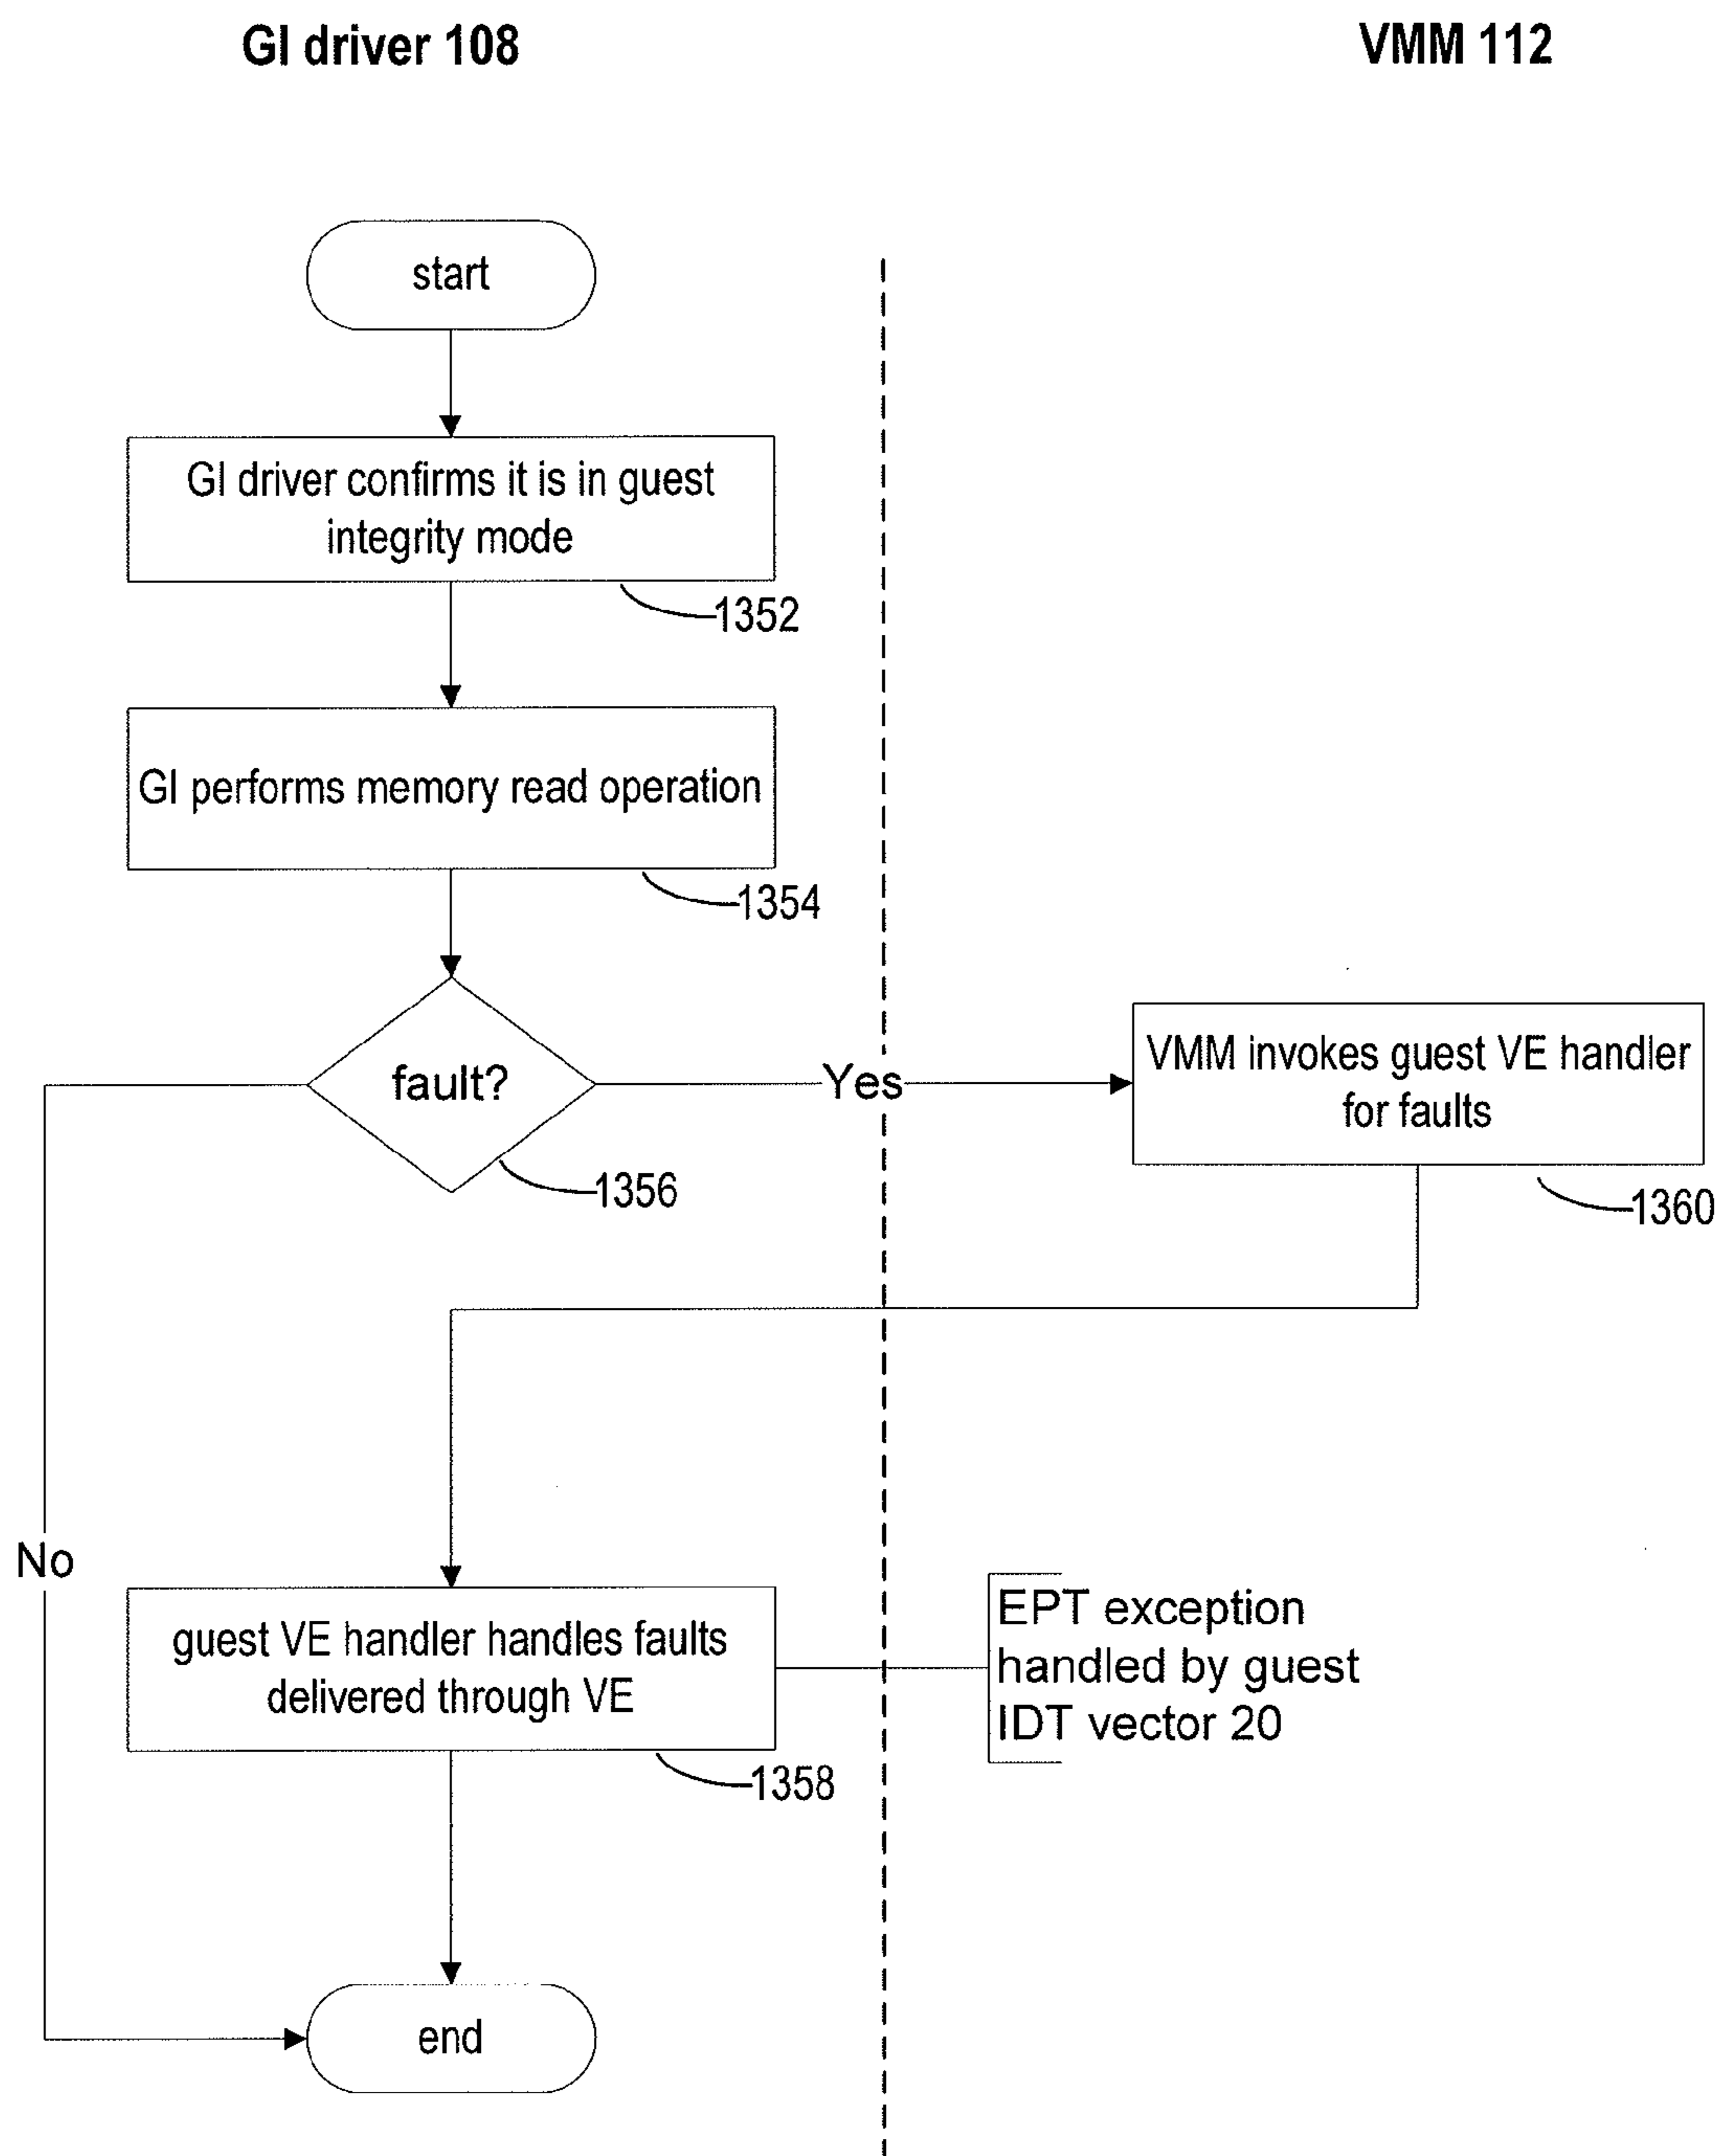 GI driver 108
VMM 112
start
GI driver confirms it is in guest
integrity mode
1352
GI performs memory read operation
1354
fault?
Yes
1356
VMM invokes guest VE handler
for faults
1360
No
guest VE handler handles faults
delivered through VE
1358
EPT exception
handled by guest
IDT vector 20
end